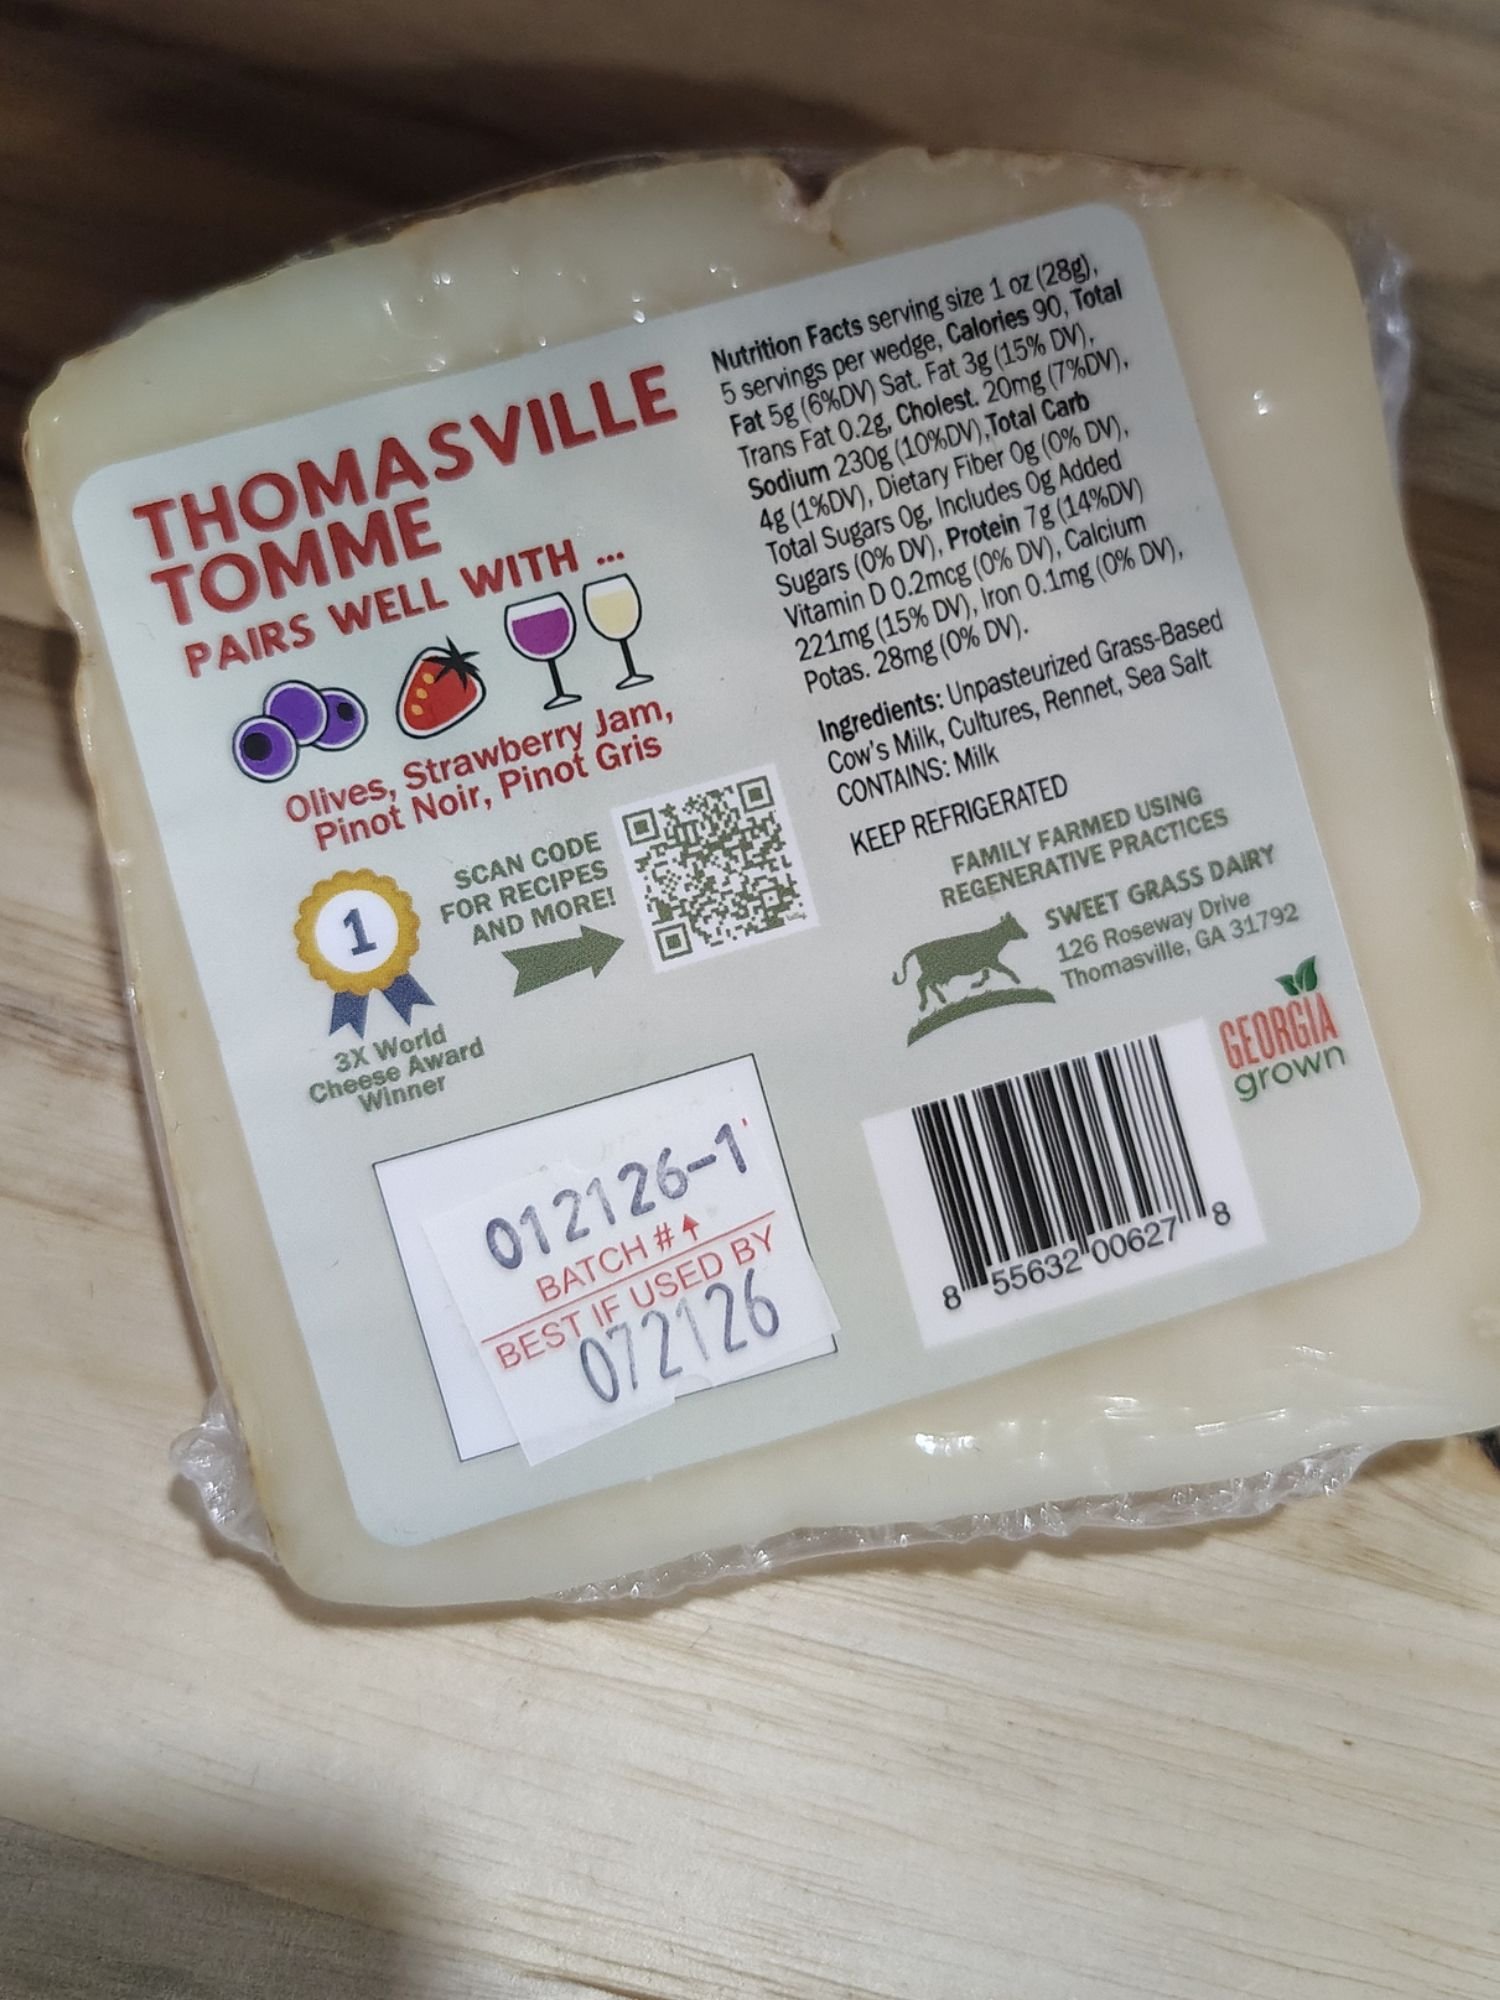 THOMASVILLE
TOMME
PAIRS WELL WITH ...
Olives, Strawberry Jam,
Pinot Noir, Pinot Gris
SCAN CODE
FOR RECIPES
AND MORE!
1
3X World
Cheese Award
Winner
012126-1
BATCH #
BEST IF USED BY
072126
Nutrition Facts serving size 1 oz (28g),
5 servings per wedge, Calories 90, Total
Fat 5g (6%DV) Sat. Fat 3g (15% DV),
Trans Fat 0.2g, Cholest. 20mg (7%DV),
Sodium 230g (10%DV),Total Carb
4g (1%DV), Dietary Fiber 0g (0% DV),
Total Sugars 0g, Includes 0g Added
Sugars (0% DV), Protein 7g (14%DV)
Vitamin D 0.2mcg (0% DV), Calcium
221mg (15% DV), Iron 0.1mg (0% DV),
Potas. 28mg (0% DV).
Ingredients: Unpasteurized Grass-Based
Cow's Milk, Cultures, Rennet, Sea Salt
CONTAINS: Milk
KEEP REFRIGERATED
FAMILY FARMED USING
REGENERATIVE PRACTICES
SWEET GRASS DAIRY
126 Roseway Drive
Thomasville, GA 31792
GEORGIA
grown
8 55632 00627 8